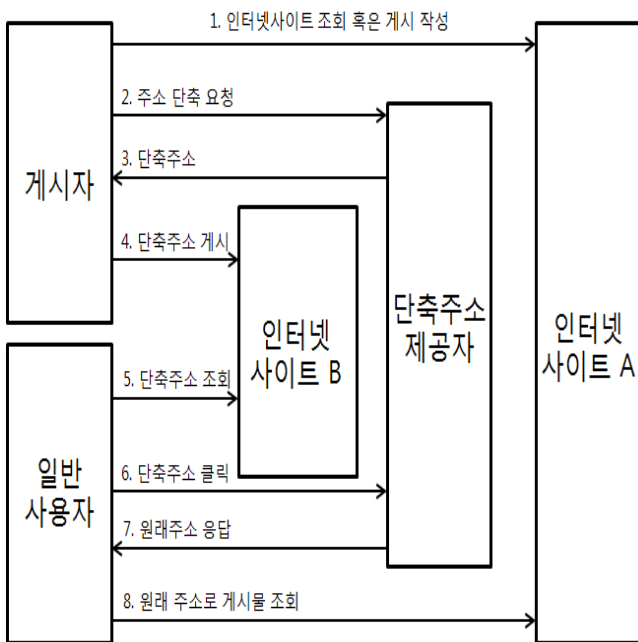 1. 인터넷사이트 조회 혹은 게시 작성
2. 주소 단축 요청
3. 단축주소
게시자
4. 단축주소 게시
단축주소
제공자
인터넷
사이트 B
인터넷
사이트 A
5. 단축주소 조회
일반
사용자
6. 단축주소 클릭
7. 원래주소 응답
8. 원래 주소로 게시물 조회